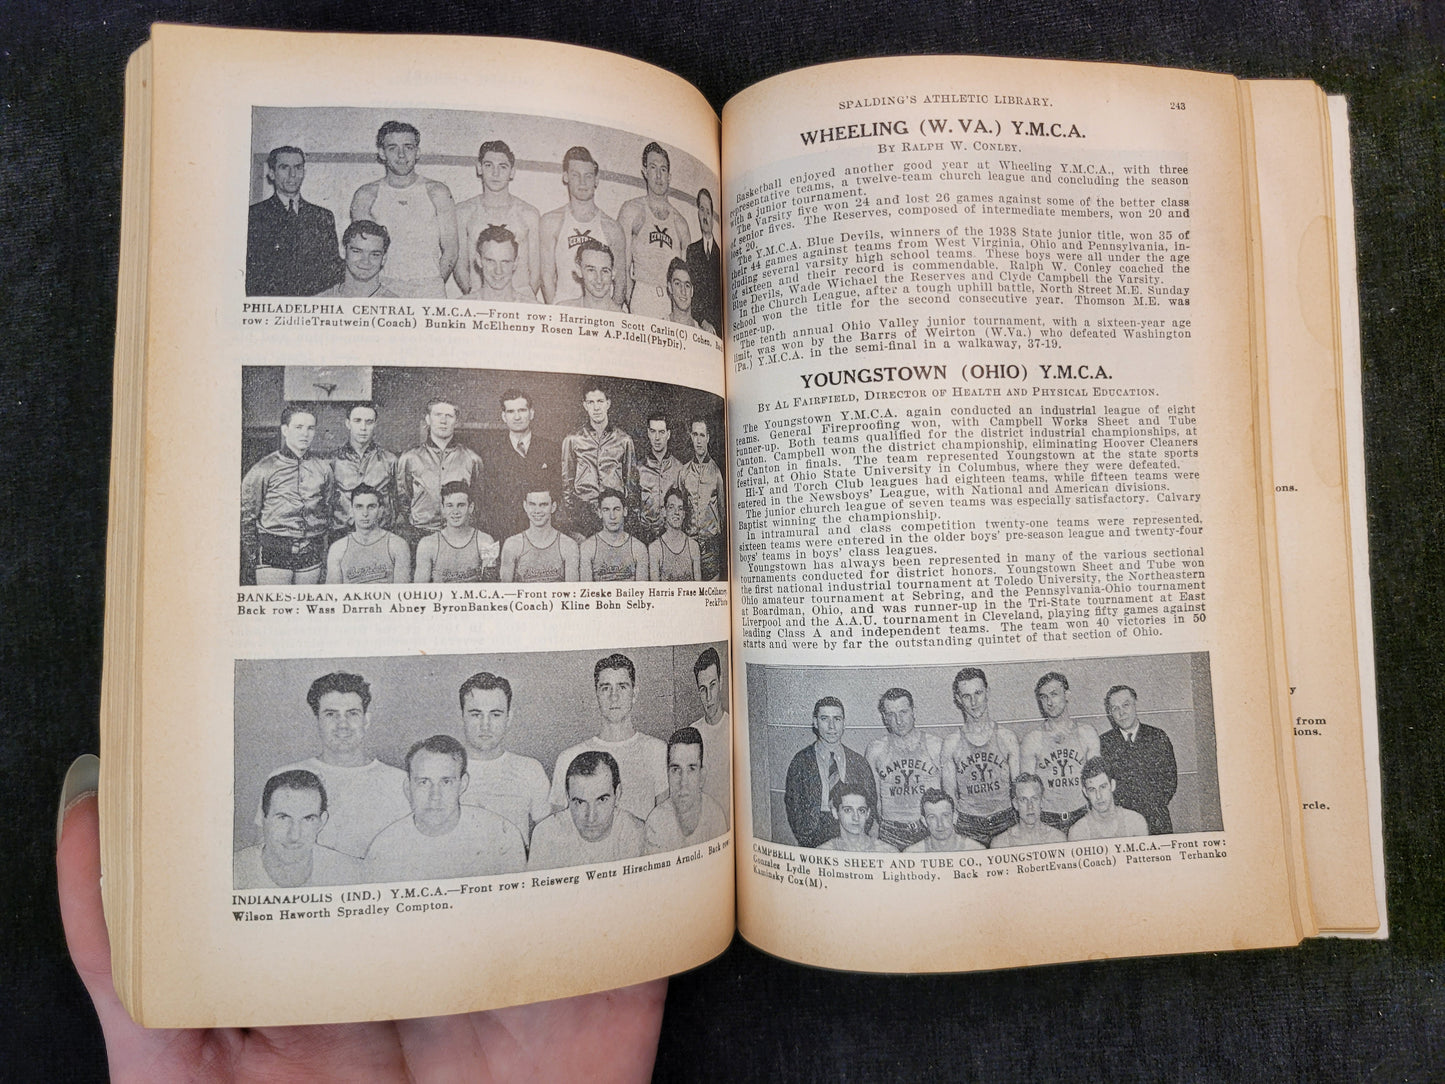 PHILADELPHIA CENTRAL Y.M.C.A.—Front row: Harrington Scott Carlin(C) Cohen.
row: ZiddieTrautwein(Coach) Bunkin McElhenny Rosen Law A.P.Idell(PhyDir).
BANKES-DEAN, AKRON (OHIO) Y.M.C.A.—Front row: Zieske Bailey Harris Frase McCelhaney
Back row: Wass Darrah Abney ByronBankes(Coach) Kline Bohn Selby. PeckPhoto
INDIANAPOLIS (IND.) Y.M.C.A.—Front row: Reiswerg Wentz Hirschman Arnold. Back row
Wilson Haworth Spradley Compton.
SPALDING'S ATHLETIC LIBRARY. 243
WHEELING (W. VA.) Y.M.C.A.
BY RALPH W. CONLEY.
Basketball enjoyed another good year at Wheeling Y.M.C.A., with three
representative teams, a twelve-team church league and concluding the season
with a junior tournament.
The Varsity five won 24 and lost 26 games against some of the better class
of senior fives. The Reserves, composed of intermediate members, won 20 and
lost 20.
The Y.M.C.A. Blue Devils, winners of the 1938 State junior title, won 35 of
their 44 games against teams from West Virginia, Ohio and Pennsylvania, in-
cluding several varsity high school teams. These boys were all under the age
of sixteen and their record is commendable. Ralph W. Conley coached the
Blue Devils, Wade Wichael the Reserves and Clyde Campbell the Varsity.
In the Church League, after a tough uphill battle, North Street M.E. Sunday
School won the title for the second consecutive year. Thomson M.E. was
runner-up.
The tenth annual Ohio Valley junior tournament, with a sixteen-year age
limit, was won by the Barrs of Weirton (W.Va.) who defeated Washington
(Pa.) Y.M.C.A. in the semi-final in a walkaway, 37-19.
YOUNGSTOWN (OHIO) Y.M.C.A.
BY AL FAIRFIELD, DIRECTOR OF HEALTH AND PHYSICAL EDUCATION.
The Youngstown Y.M.C.A. again conducted an industrial league of eight
teams. General Fireproofing won, with Campbell Works Sheet and Tube
runner-up. Both teams qualified for the district industrial championships, at
Canton. Campbell won the district championship, eliminating Hoover Cleaners
of Canton in finals. The team represented Youngstown at the state sports
festival, at Ohio State University in Columbus, where they were defeated.
Hi-Y and Torch Club leagues had eighteen teams, while fifteen teams were
entered in the Newsboys' League, with National and American divisions.
The junior church league of seven teams was especially satisfactory. Calvary
Baptist winning the championship.
In intramural and class competition twenty-one teams were represented,
sixteen teams were entered in the older boys' pre-season league and twenty-four
boys' teams in boys' class leagues.
Youngstown has always been represented in many of the various sectional
tournaments conducted for district honors. Youngstown Sheet and Tube won
the first national industrial tournament at Toledo University, the Northeastern
Ohio amateur tournament at Sebring, and the Pennsylvania-Ohio tournament
at Boardman, Ohio, and was runner-up in the Tri-State tournament at East
Liverpool and the A.A.U. tournament in Cleveland, playing fifty games against
leading Class A and independent teams. The team won 40 victories in 50
starts and were by far the outstanding quintet of that section of Ohio.
CAMPBELL Y WORKS
CAMPBELL SYT WORKS
CAMPBELL SYT WORKS
CAMPBELL WORKS SHEET AND TUBE CO., YOUNGSTOWN (OHIO) Y.M.C.A.—Front row:
Gonzalez Lydle Holmstrom Lightbody. Back row: RobertEvans(Coach) Patterson Terhanko
Kaminsky Cox(M).
ons.
y
from
ions.
rcle.